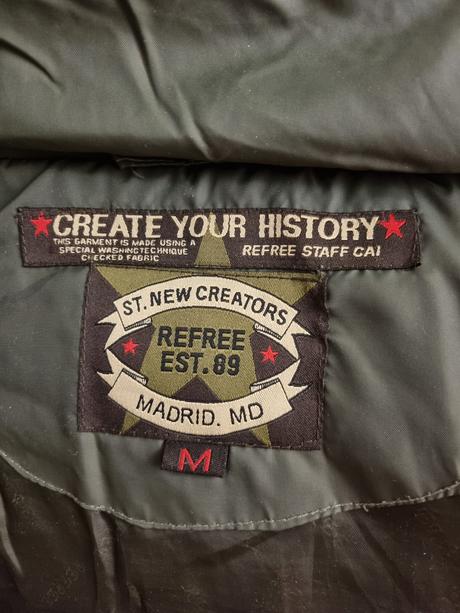 CREATE YOUR HISTORY
THIS GARMENT IS MADE USING A
SPECIAL WASHING TECHNIQUE
CHECKED FABRIC
REFREE STAFF CAI
ST. NEW CREATORS
REFREE
EST. 89
MADRID. MD
M